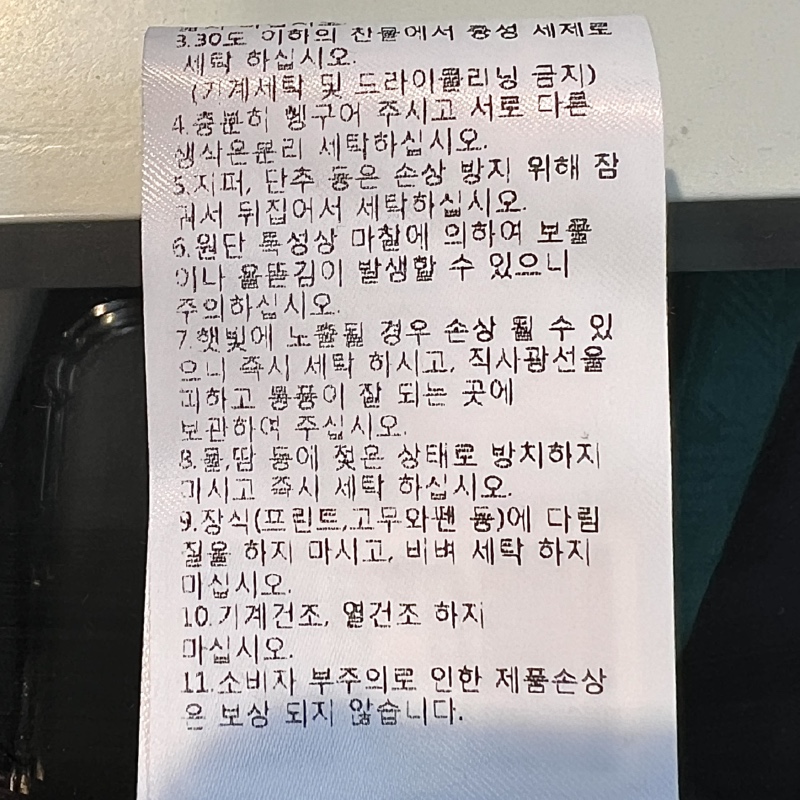 3.30도 이하의 찬물에서 중성 세제로
세탁 하십시오.
(기계세탁 및 드라이클리닝 금지)
4.충분히 헹구어 주시고 서로 다른
색상은분리 세탁하십시오.
5.지퍼, 단추 등은 손상 방지 위해 잠
궈서 뒤집어서 세탁하십시오.
6.원단 특성상 마찰에 의하여 보풀
이나 올뜯김이 발생할 수 있으니
주의하십시오.
7.햇빛에 노출될 경우 손상 될 수 있
으니 즉시 세탁 하시고, 직사광선을
피하고 통풍이 잘 되는 곳에
보관하여 주십시오.
8.물,땀 등에 젖은 상태로 방치하지
마시고 즉시 세탁 하십시오.
9.장식(프린트,고무와펜 등)에 다림
질을 하지 마시고, 비벼 세탁 하지
마십시오.
10.기계건조, 열건조 하지
마십시오.
11.소비자 부주의로 인한 제품손상
은 보상 되지 않습니다.